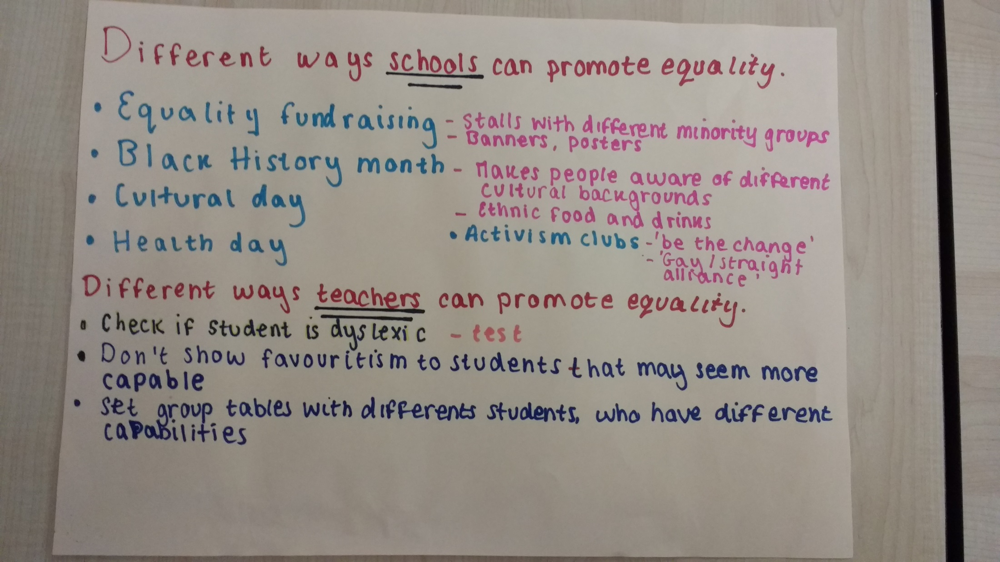 Different ways schools can promote equality.
• Equality fundraising - Stalls with different minority groups
- Banners, posters
• Black History month - Makes people aware of different
cultural backgrounds
• Cultural day
- Ethnic food and drinks
• Health day
• Activism clubs - 'be the change'
- 'Gay / straight
alliance'
Different ways teachers can promote equality.
• Check if student is dyslexic - test
• Don't show favouritism to students that may seem more
capable
• Set group tables with differents students, who have different
capabilities